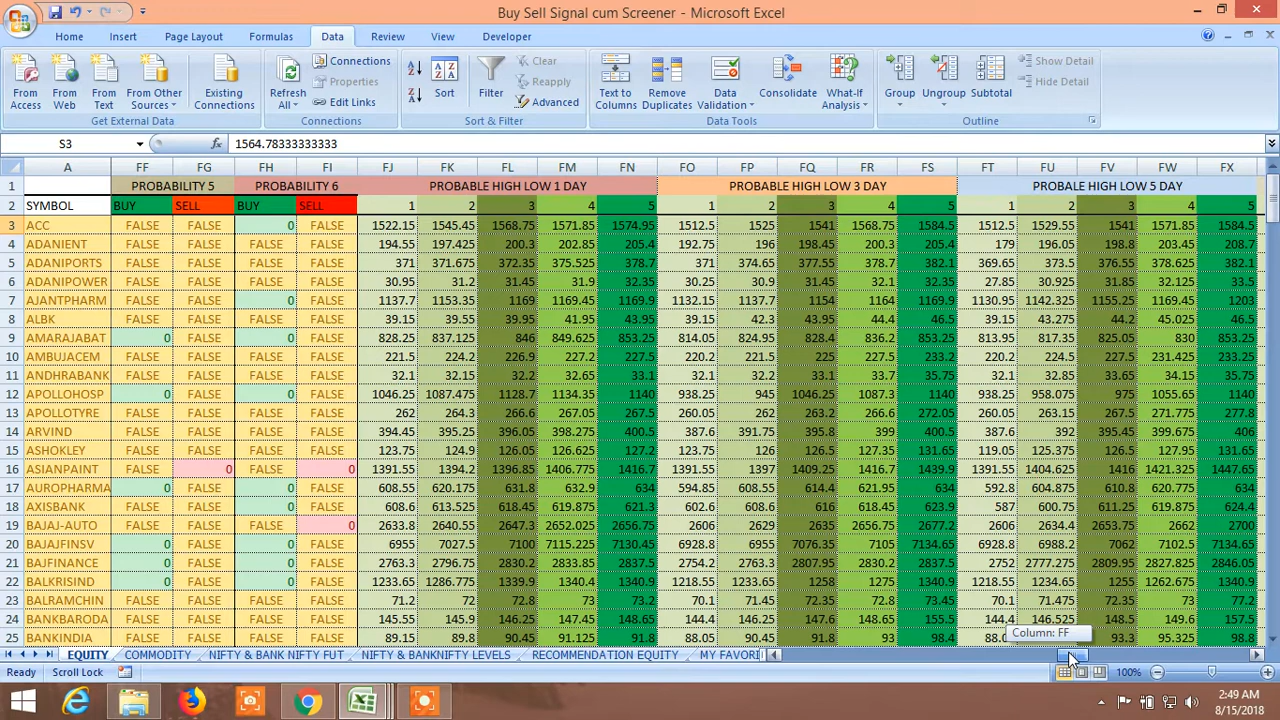 Buy Sell Signal cum Screener - Microsoft Excel
Home Insert Page Layout Formulas Data Review View Developer
From Access From Web From Text From Other Sources Existing Connections Refresh All Connections Properties Edit Links Sort Filter Clear Reapply Advanced Text to Columns Remove Duplicates Data Validation Consolidate What-If Analysis Group Ungroup Subtotal Show Detail Hide Detail
Get External Data Connections Sort & Filter Data Tools Outline
S3 fx 1564.78333333333
A FF FG FH FI FJ FK FL FM FN FO FP FQ FR FS FT FU FV FW FX
1 PROBABILITY 5 PROBABILITY 6 PROBABLE HIGH LOW 1 DAY PROBABLE HIGH LOW 3 DAY PROBALE HIGH LOW 5 DAY
2 SYMBOL BUY SELL BUY SELL 1 2 3 4 5 1 2 3 4 5 1 2 3 4 5
3 ACC FALSE FALSE 0 FALSE 1522.15 1545.45 1568.75 1571.85 1574.95 1512.5 1525 1541 1568.75 1584.5 1512.5 1529.55 1541 1571.85 1584.5
4 ADANIENT FALSE FALSE FALSE FALSE 194.55 197.425 200.3 202.85 205.4 192.75 196 198.45 200.3 205.4 179 196.05 198.8 203.45 208.7
5 ADANIPORTS FALSE FALSE FALSE FALSE 371 371.675 372.35 375.525 378.7 371 374.65 377.55 378.7 382.1 369.65 373.5 376.55 378.625 382.1
6 ADANIPOWER FALSE FALSE FALSE FALSE 30.95 31.2 31.45 31.9 32.35 30.75 30.9 31.45 32.15 32.35 27.85 30.925 31.85 32.125 33.15
7 AJANTPHARM FALSE FALSE 0 FALSE 1137.7 1153.35 1169 1169.45 1169.9 1132.15 1137.7 1154 1164 1169.9 1130.95 1142.325 1155.25 1169.45 1203
8 ALBK FALSE FALSE FALSE FALSE 39.15 39.55 39.95 41.95 43.95 39.15 42.3 43.95 44.4 46.5 39.15 43.275 44.2 45.025 46.5
9 AMARAJABAT 0 FALSE 0 FALSE 828.25 837.125 846 849.625 853.25 814.05 824.95 828.4 836.2 853.25 814.05 817.35 825.05 830 853.25
10 AMBUJACEM FALSE FALSE FALSE FALSE 221.5 224.2 226.9 227.2 227.5 220.2 221.5 225 227.5 233.2 220.2 224.5 227.5 231.425 233.25
11 ANDHRABANK FALSE FALSE FALSE FALSE 32.1 32.15 32.2 32.65 33.1 32.1 32.65 33.1 33.7 35.75 32.1 32.85 33.65 34.15 35.75
12 APOLLOHOSP 0 FALSE 0 FALSE 1046.25 1087.475 1128.7 1134.35 1140 938.25 945 1046.25 1087.3 1140 938.25 958.075 975 1055.65 1140
13 APOLLOTYRE FALSE FALSE FALSE FALSE 262 264.3 266.6 267.05 267.5 260.05 262 263.2 266.6 272.05 260.05 263.15 267.5 271.275 277.8
14 ARVIND FALSE FALSE FALSE FALSE 394.45 395.25 396.05 398.275 400.5 387.6 391.75 395.8 399 400.5 387.6 392 395.45 399.675 406
15 ASHOKLEY FALSE FALSE FALSE FALSE 123.75 124.9 126.05 126.625 127.2 123.75 126 126.5 127.35 131.65 119.05 124.625 126.5 127.375 131.65
16 ASIANPAINT FALSE 0 FALSE 0 1391.55 1394.2 1396.85 1406.775 1416.7 1391.55 1397 1409.25 1416.7 1439.9 1391.55 1404.625 1416 1421.325 1447.65
17 AUROPHARMA 0 FALSE 0 FALSE 608.55 620.175 631.8 632.9 634 594.85 608.55 614.4 621.95 634 592.8 604.875 610.8 620.75 634
18 AXISBANK FALSE FALSE 0 FALSE 608.6 613.525 618.45 619.875 621.3 602.6 608.6 615.6 618.45 623.9 587 600.75 611.25 619.35 624.4
19 BAJAJ-AUTO FALSE FALSE FALSE 0 2633.8 2640.55 2647.3 2652.025 2656.75 2606 2629 2635 2656.75 2677.2 2606 2634.4 2653.75 2662 2700
20 BAJAJFINSV 0 FALSE 0 FALSE 6955 7027.5 7100 7115.225 7130.45 6928.8 6955 7076.35 7105 7134.65 6928.8 6988.2 7062 7102.5 7134.65
21 BAJFINANCE 0 FALSE 0 FALSE 2763.3 2796.75 2830.2 2833.85 2837.5 2754.2 2763.3 2807.95 2830.2 2838.2 2752 2777.275 2809.95 2827.05 2846.05
22 BALKRISIND 0 FALSE 0 FALSE 1233.65 1286.775 1339.9 1340.4 1340.9 1218.55 1233.65 1258 1275 1340.9 1218.55 1234.65 1255 1262.675 1340.9
23 BALRAMCHIN FALSE FALSE FALSE FALSE 71.2 72 72.8 73 73.2 70.1 71.45 72.35 72.8 73.45 70.1 71.475 72.35 73 77.2
24 BANKBARODA FALSE FALSE FALSE FALSE 145.55 145.9 146.25 147.45 148.65 144.4 146.25 147.5 148.65 155.5 144.4 146.525 148.5 149.6 157.5
25 BANKINDIA FALSE FALSE FALSE FALSE 89.15 89.8 90.45 91.125 91.8 88.05 90.45 91.8 93 98.4 93.3 95.325 98.8
Column: FF
EQUITY COMMODITY NIFTY & BANK NIFTY FUT NIFTY & BANKNIFTY LEVELS RECOMMENDATION EQUITY MY FAVORI
Ready Scroll Lock 100%
2:49 AM
8/15/2018